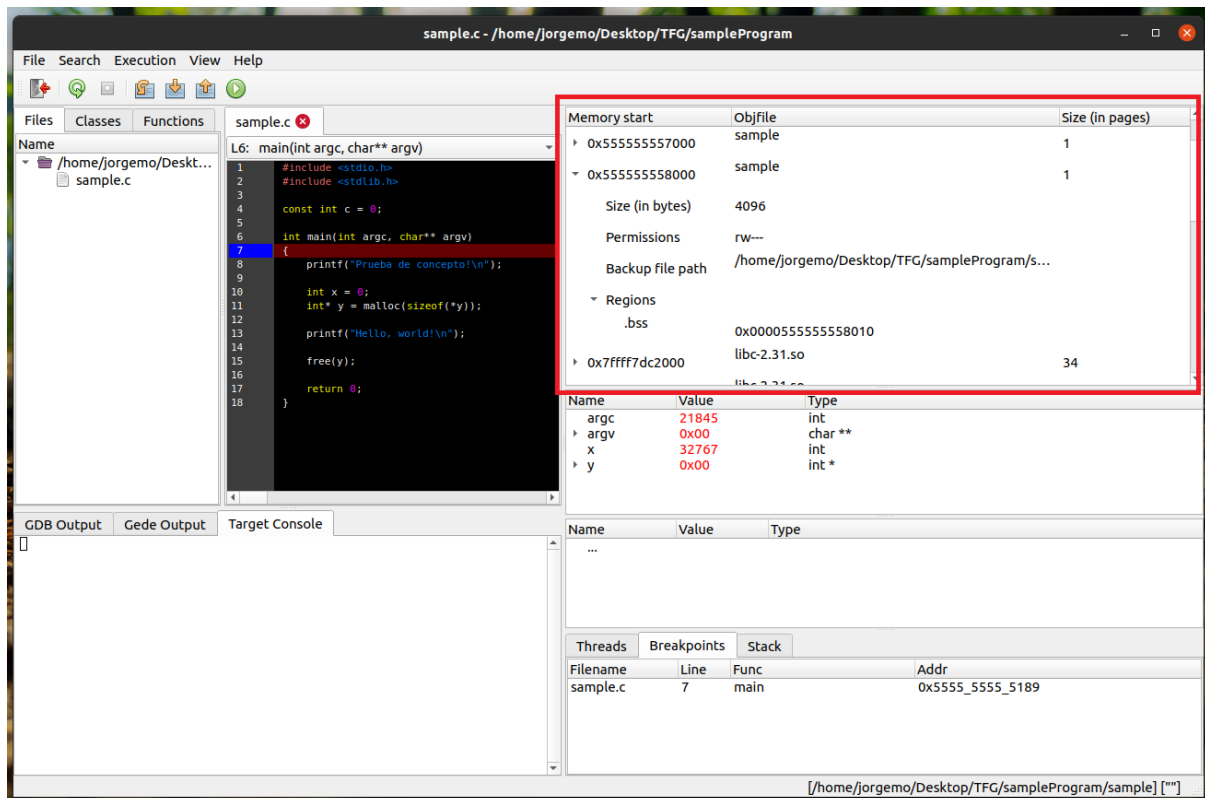 sample.c - /home/jorgemo/Desktop/TFG/sampleProgram
File Search Execution View Help
Files Classes Functions
Name
/home/jorgemo/Deskt...
sample.c
sample.c
L6: main(int argc, char** argv)
1 #include <stdio.h>
2 #include <stdlib.h>
3
4 const int c = 0;
5
6 int main(int argc, char** argv)
7 {
8 printf("Prueba de concepto!\n");
9
10 int x = 0;
11 int* y = malloc(sizeof(*y));
12
13 printf("Hello, world!\n");
14
15 free(y);
16
17 return 0;
18 }
Memory start Objfile Size (in pages)
0x555555557000 sample 1
0x555555558000 sample 1
Size (in bytes) 4096
Permissions rw---
Backup file path /home/jorgemo/Desktop/TFG/sampleProgram/s...
Regions
.bss 0x0000555555558010
0x7ffff7dc2000 libc-2.31.so 34
libc-2.31.so
Name Value Type
argc 21845 int
argv 0x00 char **
x 32767 int
y 0x00 int *
GDB Output Gede Output Target Console
Name Value Type
...
Threads Breakpoints Stack
Filename Line Func Addr
sample.c 7 main 0x5555_5555_5189
[/home/jorgemo/Desktop/TFG/sampleProgram/sample] [""]